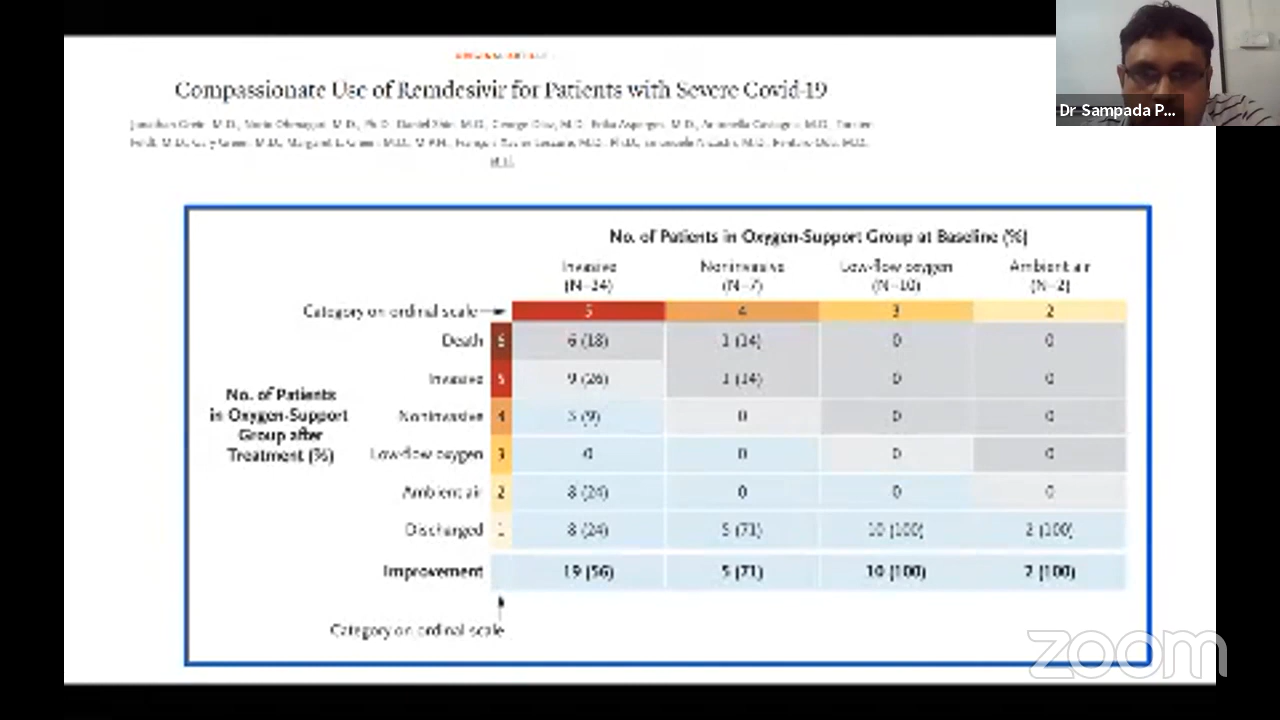 Compassionate Use of Remdesivir for Patients with Severe Covid-19
Dr Sampada P...
No. of Patients in Oxygen-Support Group at Baseline (%)
Invasive Noninvasive Low-flow oxygen Ambient air
(N=34) (N=7) (N=10) (N=2)
Category on ordinal scale 5 4 3 2
Death 6 6 (18) 1 (14) 0 0
Invasive 5 9 (26) 1 (14) 0 0
No. of Patients
in Oxygen-Support
Group after
Treatment (%)
Noninvasive 4 3 (9) 0 0 0
Low-flow oxygen 3 0 0 0 0
Ambient air 2 8 (24) 0 0 0
Discharged 1 8 (24) 5 (71) 10 (100) 2 (100)
Improvement 19 (56) 5 (71) 10 (100) 2 (100)
Category on ordinal scale
zoom